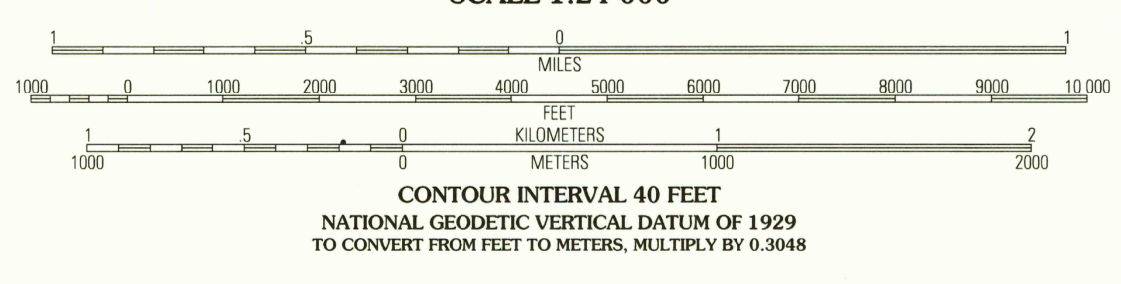 SCALE 1:24 000
1 .5 0 1
MILES
1000 0 1000 2000 3000 4000 5000 6000 7000 8000 9000 10 000
FEET
1 .5 0 KILOMETERS 1 2
1000 0 METERS 1000 2000
CONTOUR INTERVAL 40 FEET
NATIONAL GEODETIC VERTICAL DATUM OF 1929
TO CONVERT FROM FEET TO METERS, MULTIPLY BY 0.3048